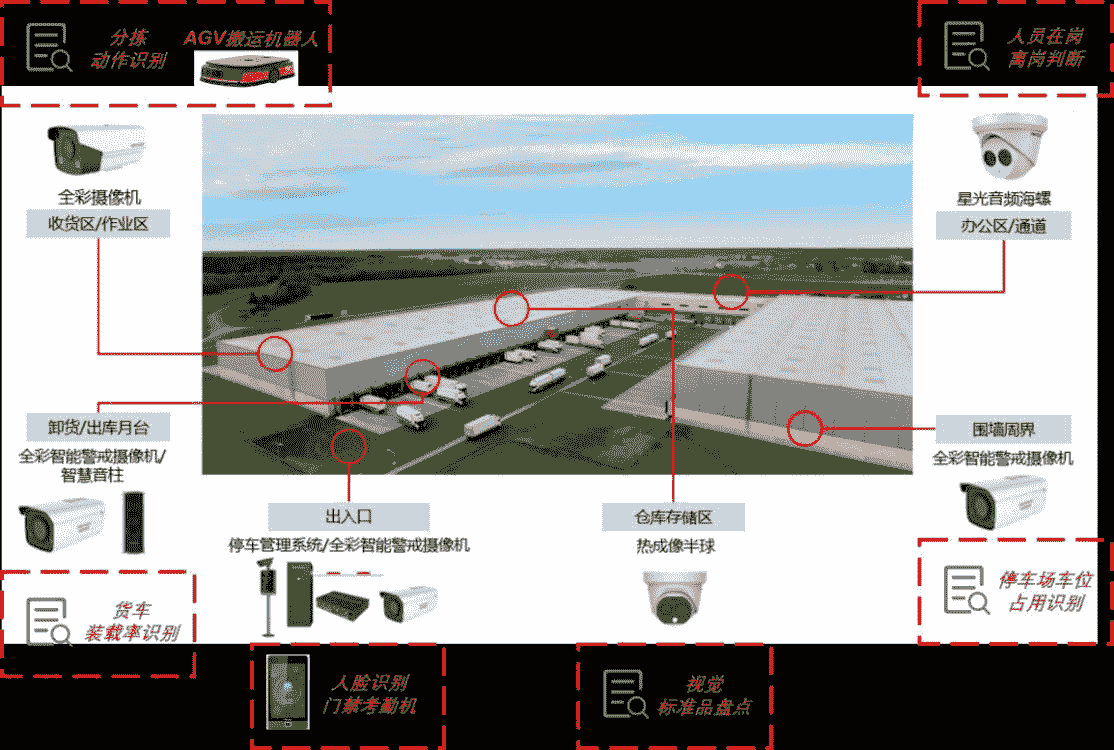 分拣
动作识别
AGV搬运机器人
人员在岗
离岗判断
全彩摄像机
收货区/作业区
星光音频海螺
办公区/通道
卸货/出库月台
全彩智能警戒摄像机/
智慧音柱
围墙周界
全彩智能警戒摄像机
出入口
停车管理系统/全彩智能警戒摄像机
仓库存储区
热成像半球
货车
装载率识别
停车场车位
占用识别
人脸识别
门禁考勤机
视觉
标准品盘点